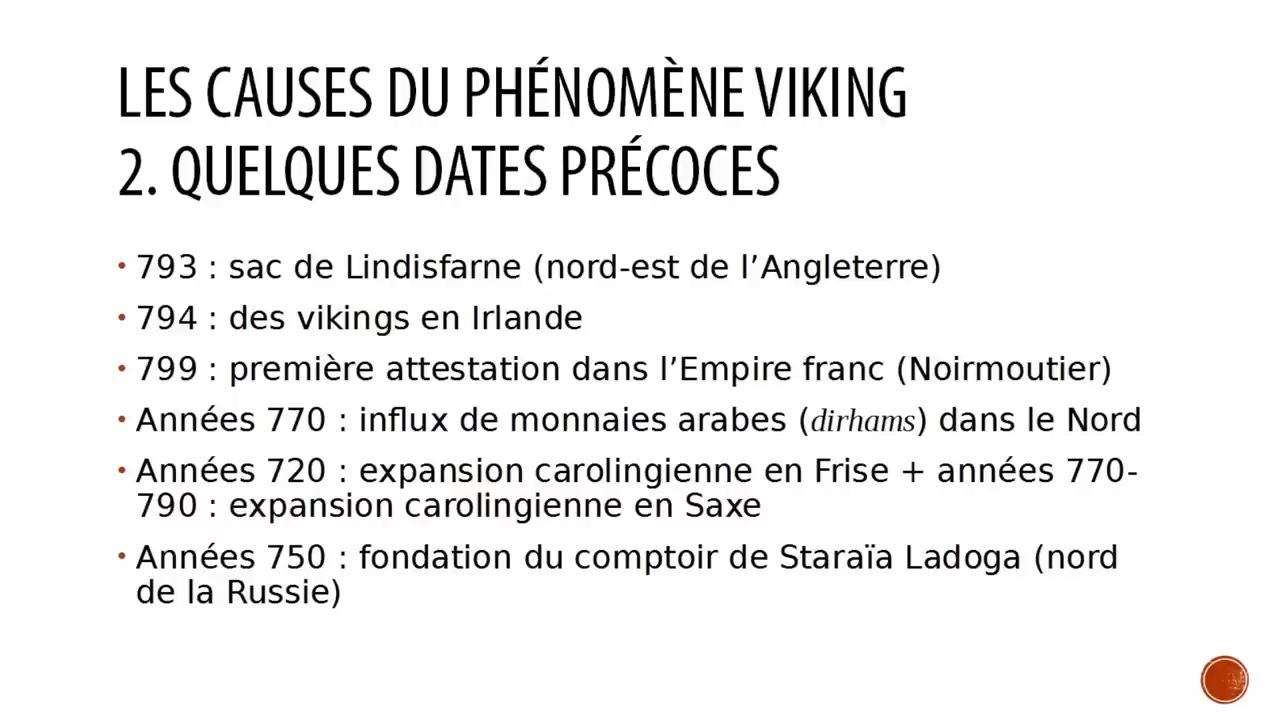 LES CAUSES DU PHÉNOMÈNE VIKING
2. QUELQUES DATES PRÉCOCES
• 793 : sac de Lindisfarne (nord-est de l’Angleterre)
• 794 : des vikings en Irlande
• 799 : première attestation dans l’Empire franc (Noirmoutier)
• Années 770 : influx de monnaies arabes (dirhams) dans le Nord
• Années 720 : expansion carolingienne en Frise + années 770-
790 : expansion carolingienne en Saxe
• Années 750 : fondation du comptoir de Staraïa Ladoga (nord
de la Russie)